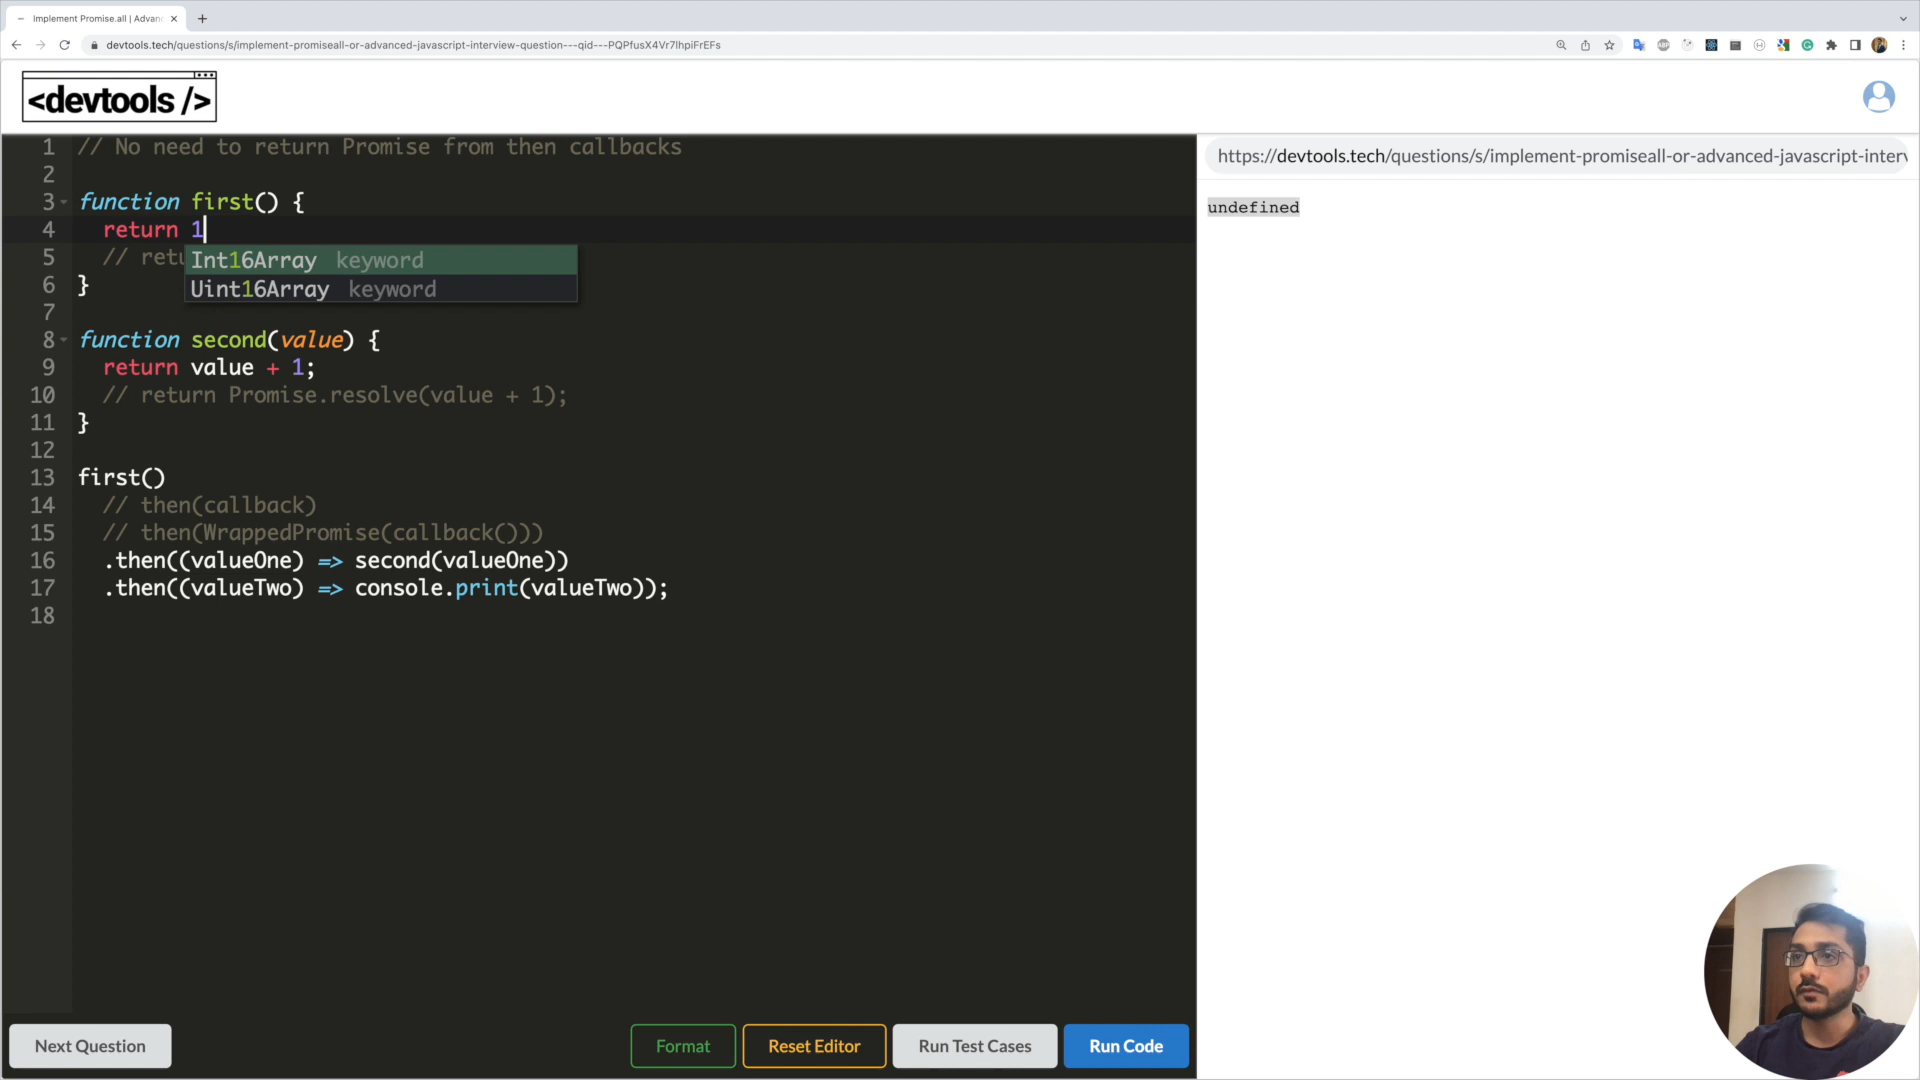 Implement Promise.all | Advan
devtools.tech/questions/s/implement-promiseall-or-advanced-javascript-interview-question---qid---PQPfusX4Vr7lhpiFrEFs
<devtools />
1 // No need to return Promise from then callbacks
2
3 function first() {
4 return 1
5 // retu
Int16Array keyword
6 }
Uint16Array keyword
7
8 function second(value) {
9 return value + 1;
10 // return Promise.resolve(value + 1);
11 }
12
13 first()
14 // then(callback)
15 // then(WrappedPromise(callback()))
16 .then((valueOne) => second(valueOne))
17 .then((valueTwo) => console.print(valueTwo));
18
https://devtools.tech/questions/s/implement-promiseall-or-advanced-javascript-interv
undefined
Next Question
Format
Reset Editor
Run Test Cases
Run Code